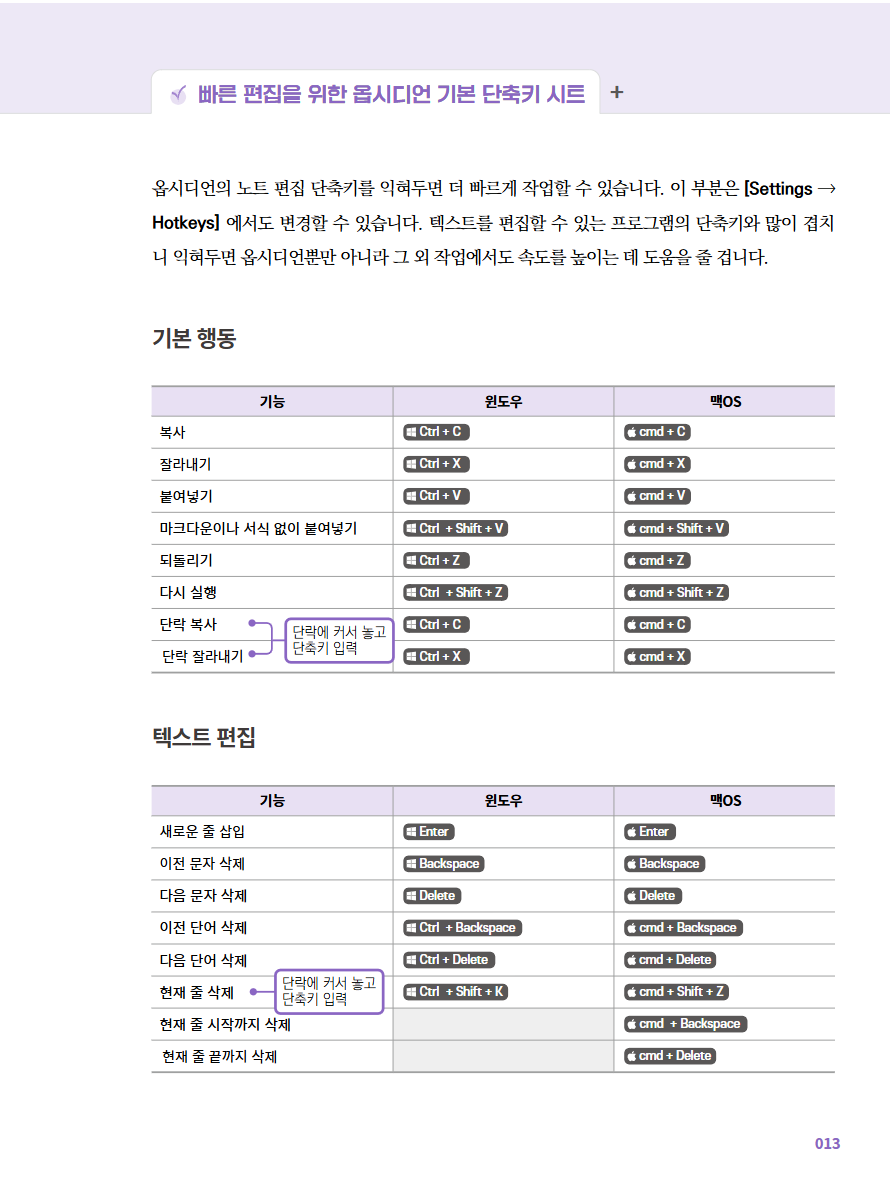 빠른 편집을 위한 옵시디언 기본 단축키 시트 +
옵시디언의 노트 편집 단축키를 익혀두면 더 빠르게 작업할 수 있습니다. 이 부분은 [Settings →
Hotkeys] 에서도 변경할 수 있습니다. 텍스트를 편집할 수 있는 프로그램의 단축키와 많이 겹치
니 익혀두면 옵시디언뿐만 아니라 그 외 작업에서도 속도를 높이는 데 도움을 줄 겁니다.
기본 행동
기능 윈도우 맥OS
복사 Ctrl + C cmd + C
잘라내기 Ctrl + X cmd + X
붙여넣기 Ctrl + V cmd + V
마크다운이나 서식 없이 붙여넣기 Ctrl + Shift + V cmd + Shift + V
되돌리기 Ctrl + Z cmd + Z
다시 실행 Ctrl + Shift + Z cmd + Shift + Z
단락 복사 Ctrl + C cmd + C
단락에 커서 놓고
단축키 입력
단락 잘라내기 Ctrl + X cmd + X
텍스트 편집
기능 윈도우 맥OS
새로운 줄 삽입 Enter Enter
이전 문자 삭제 Backspace Backspace
다음 문자 삭제 Delete Delete
이전 단어 삭제 Ctrl + Backspace cmd + Backspace
다음 단어 삭제 Ctrl + Delete cmd + Delete
현재 줄 삭제 Ctrl + Shift + K cmd + Shift + Z
단락에 커서 놓고
단축키 입력
현재 줄 시작까지 삭제 cmd + Backspace
현재 줄 끝까지 삭제 cmd + Delete
013